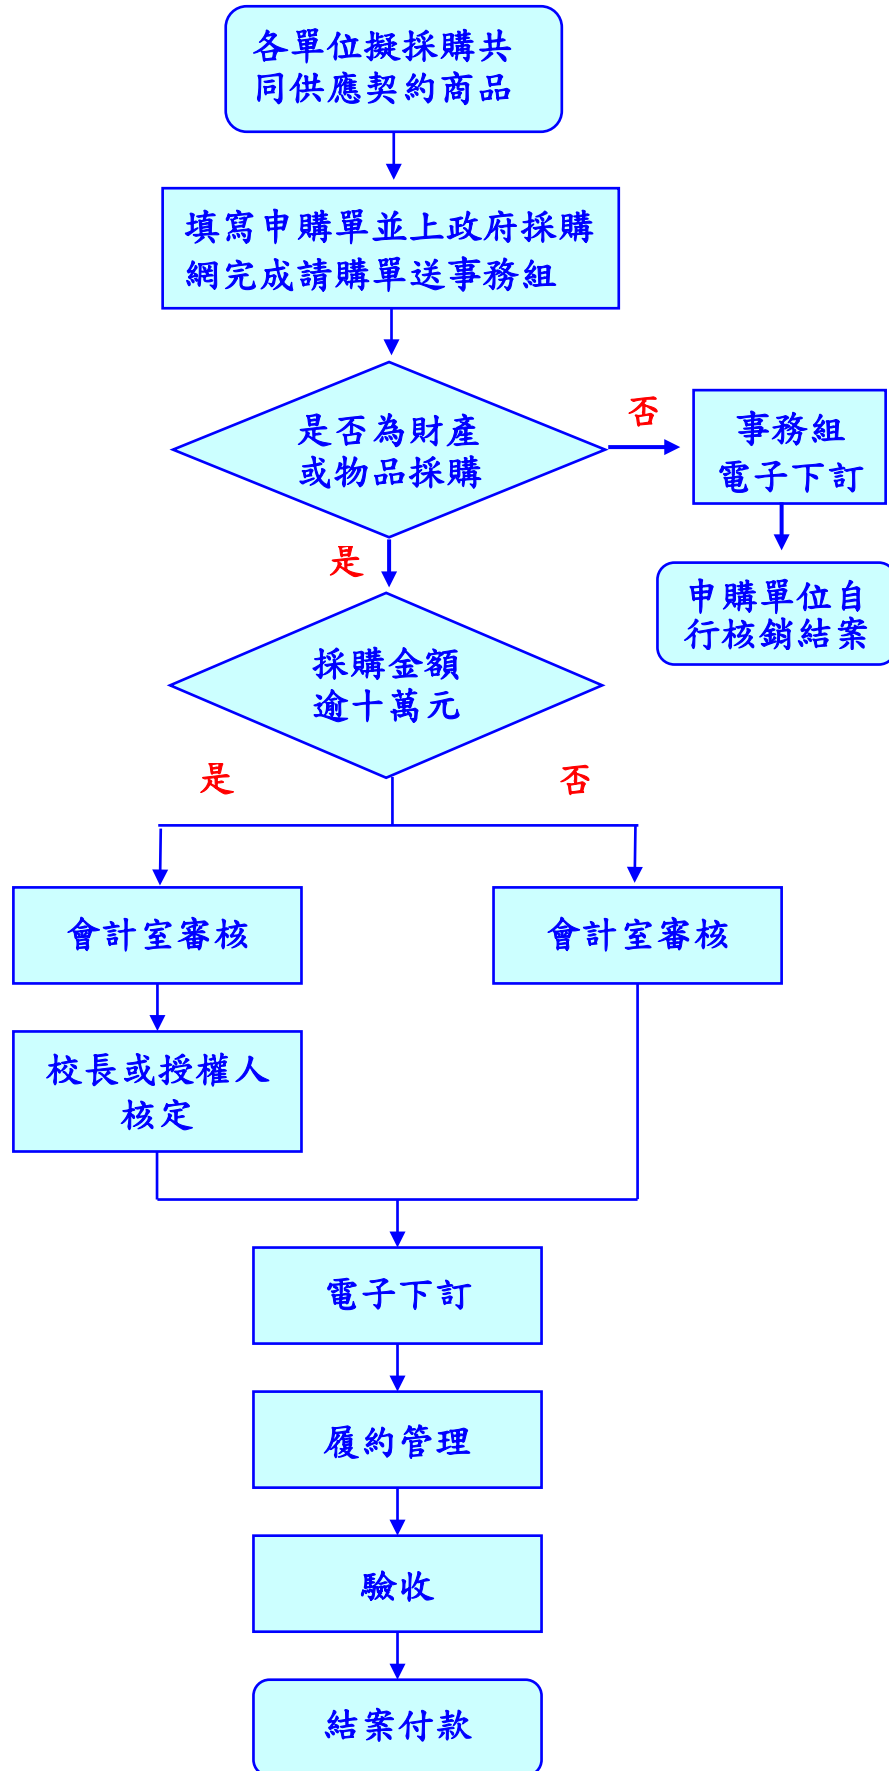 各單位擬採購共
同供應契約商品
填寫申購單並上政府採購
網完成請購單送事務組
是否為財產
或物品採購
否
事務組
電子下訂
是
申購單位自
行核銷結案
採購金額
逾十萬元
是
否
會計室審核
會計室審核
校長或授權人
核定
電子下訂
履約管理
驗收
結案付款